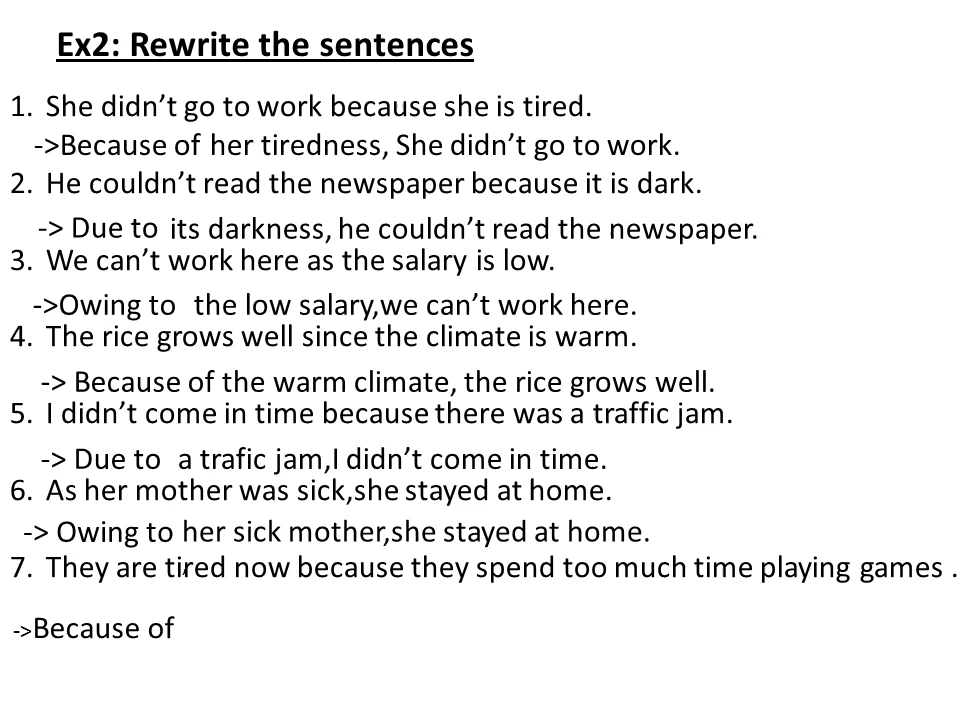 Ex2: Rewrite the sentences
1. She didn’t go to work because she is tired.
->Because of her tiredness, She didn’t go to work.
2. He couldn’t read the newspaper because it is dark.
-> Due to its darkness, he couldn’t read the newspaper.
3. We can’t work here as the salary is low.
->Owing to the low salary,we can’t work here.
4. The rice grows well since the climate is warm.
-> Because of the warm climate, the rice grows well.
5. I didn’t come in time because there was a traffic jam.
-> Due to a trafic jam,I didn’t come in time.
6. As her mother was sick,she stayed at home.
-> Owing to her sick mother,she stayed at home.
7. They are tired now because they spend too much time playing games .
->Because of